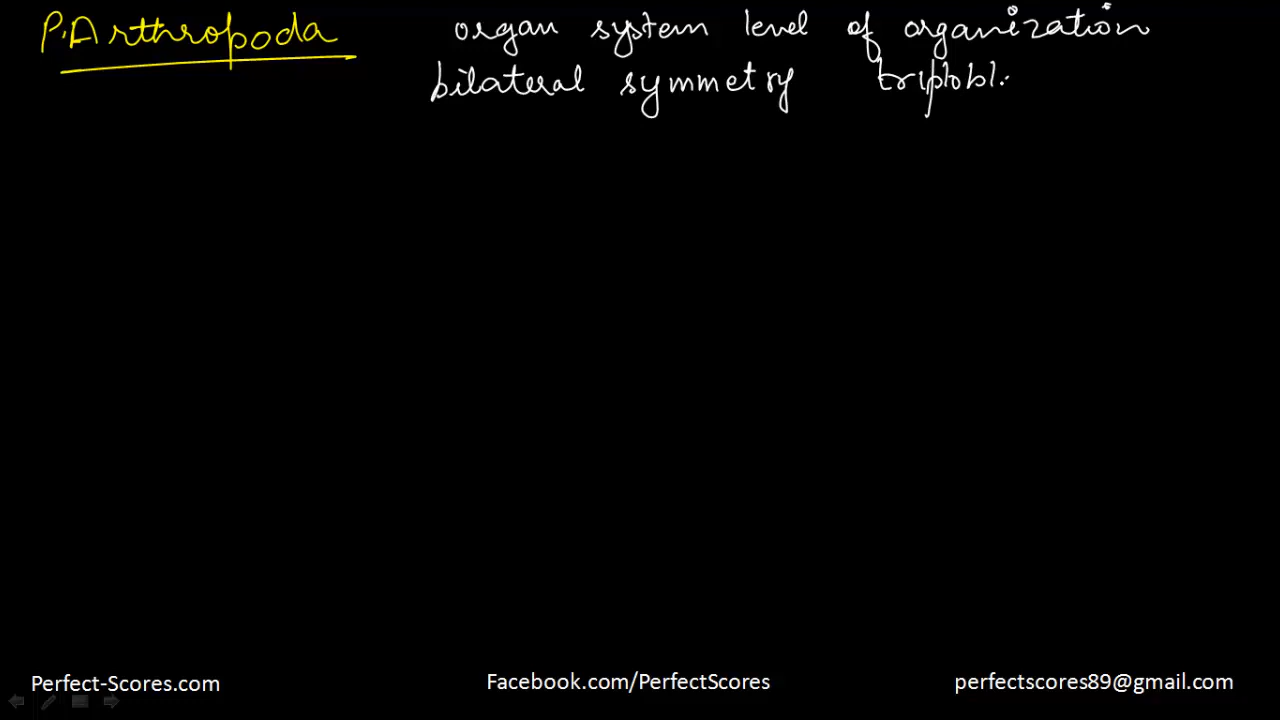 P.Arthropoda organ system level of organization
bilateral symmetry triplobl.
Perfect-Scores.com Facebook.com/PerfectScores perfectscores89@gmail.com